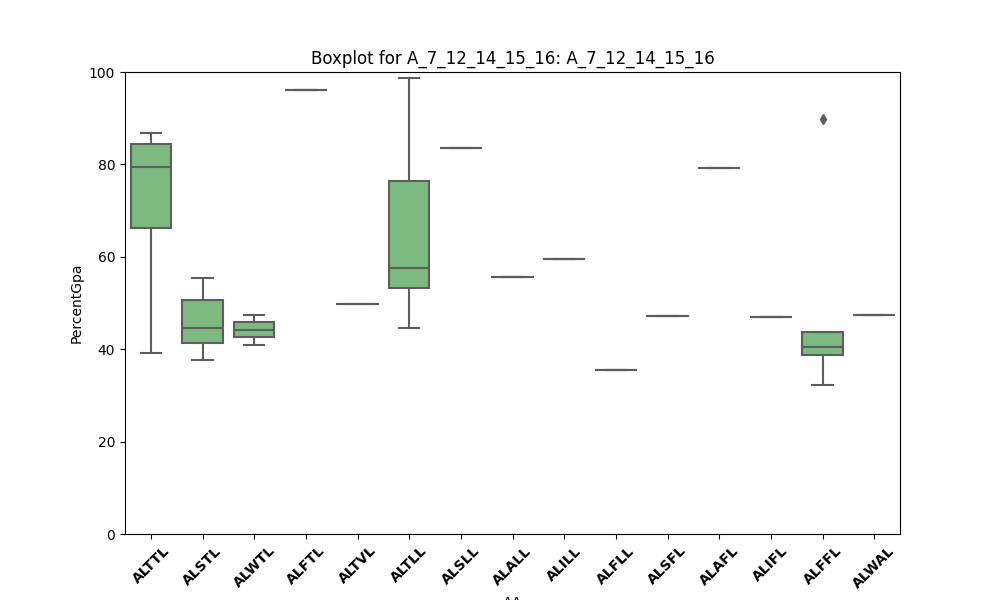 Boxplot for A_7_12_14_15_16: A_7_12_14_15_16
100
80
60
40
20
0
PercentGpa
ALTTL ALSTL ALWTL ALFTL ALTVL ALTLL ALSLL ALALL ALILL ALFLL ALSFL ALAFL ALIFL ALFFL ALWAL